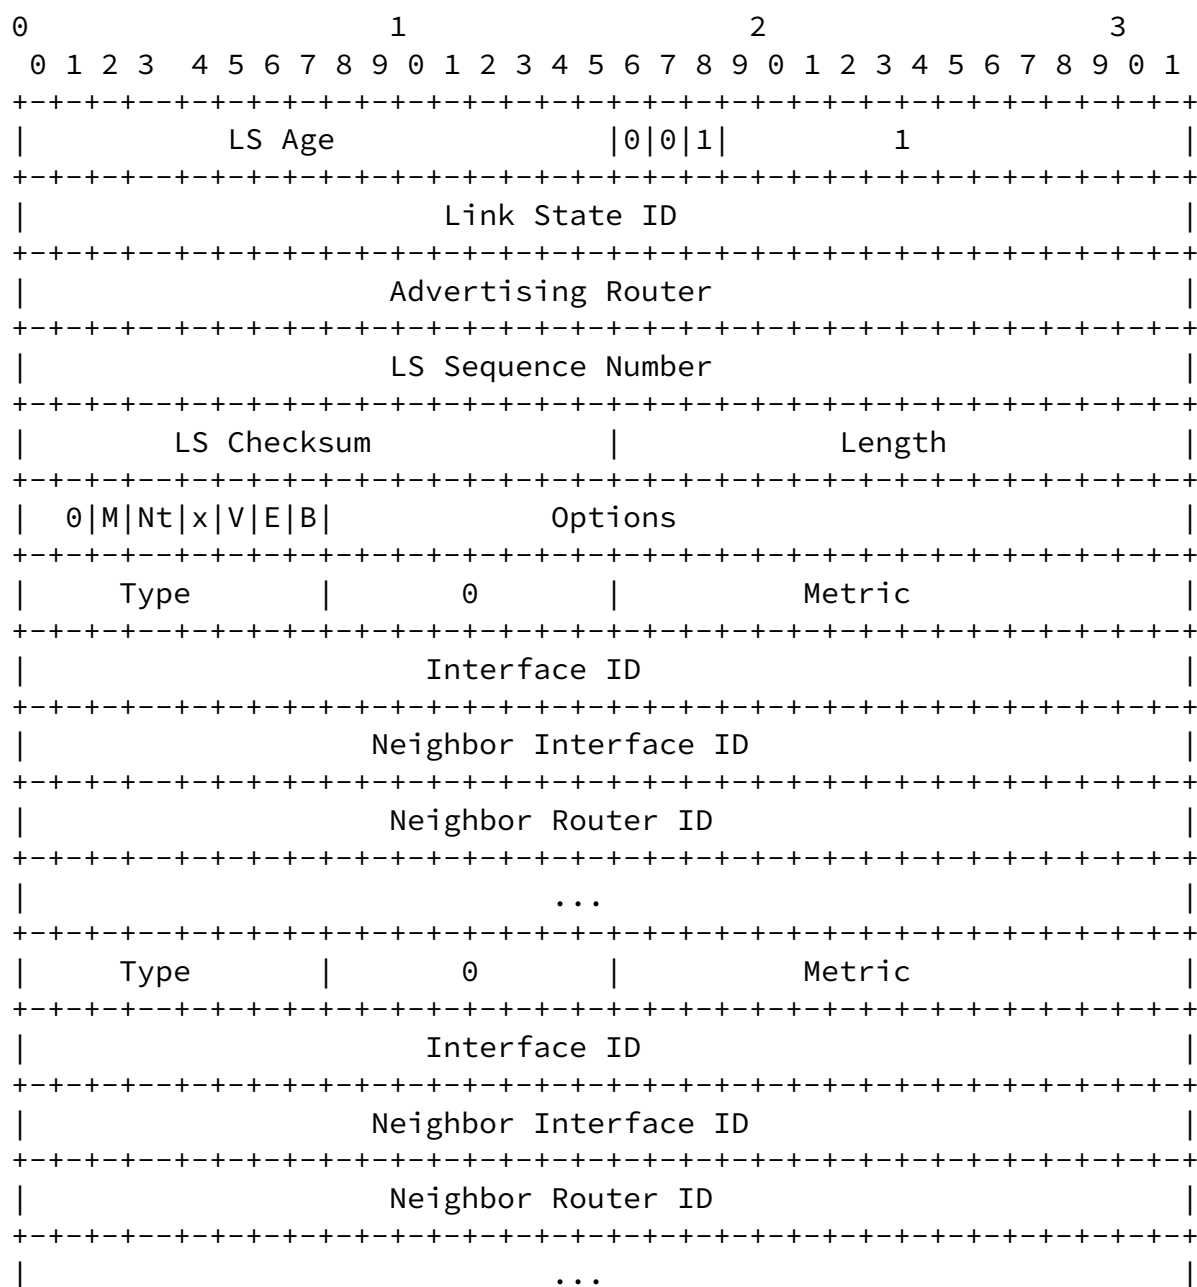 0                   1                   2                   3
 0 1 2 3  4 5 6 7 8 9 0 1 2 3 4 5 6 7 8 9 0 1 2 3 4 5 6 7 8 9 0 1
+-+-+-+--+-+-+-+-+-+-+-+-+-+-+-+-+-+-+-+-+-+-+-+-+-+-+-+-+-+-+-+-+
|           LS Age               |0|0|1|         1               |
+-+-+-+--+-+-+-+-+-+-+-+-+-+-+-+-+-+-+-+-+-+-+-+-+-+-+-+-+-+-+-+-+
|                       Link State ID                            |
+-+-+-+--+-+-+-+-+-+-+-+-+-+-+-+-+-+-+-+-+-+-+-+-+-+-+-+-+-+-+-+-+
|                    Advertising Router                          |
+-+-+-+--+-+-+-+-+-+-+-+-+-+-+-+-+-+-+-+-+-+-+-+-+-+-+-+-+-+-+-+-+
|                    LS Sequence Number                          |
+-+-+-+--+-+-+-+-+-+-+-+-+-+-+-+-+-+-+-+-+-+-+-+-+-+-+-+-+-+-+-+-+
|        LS Checksum             |            Length             |
+-+-+-+--+-+-+-+-+-+-+-+-+-+-+-+-+-+-+-+-+-+-+-+-+-+-+-+-+-+-+-+-+
|  0|M|Nt|x|V|E|B|            Options                            |
+-+-+-+--+-+-+-+-+-+-+-+-+-+-+-+-+-+-+-+-+-+-+-+-+-+-+-+-+-+-+-+-+
|     Type       |       0       |          Metric               |
+-+-+-+--+-+-+-+-+-+-+-+-+-+-+-+-+-+-+-+-+-+-+-+-+-+-+-+-+-+-+-+-+
|                      Interface ID                              |
+-+-+-+--+-+-+-+-+-+-+-+-+-+-+-+-+-+-+-+-+-+-+-+-+-+-+-+-+-+-+-+-+
|                   Neighbor Interface ID                        |
+-+-+-+--+-+-+-+-+-+-+-+-+-+-+-+-+-+-+-+-+-+-+-+-+-+-+-+-+-+-+-+-+
|                    Neighbor Router ID                          |
+-+-+-+--+-+-+-+-+-+-+-+-+-+-+-+-+-+-+-+-+-+-+-+-+-+-+-+-+-+-+-+-+
|                             ...                                |
+-+-+-+--+-+-+-+-+-+-+-+-+-+-+-+-+-+-+-+-+-+-+-+-+-+-+-+-+-+-+-+-+
|     Type       |       0       |          Metric               |
+-+-+-+--+-+-+-+-+-+-+-+-+-+-+-+-+-+-+-+-+-+-+-+-+-+-+-+-+-+-+-+-+
|                      Interface ID                              |
+-+-+-+--+-+-+-+-+-+-+-+-+-+-+-+-+-+-+-+-+-+-+-+-+-+-+-+-+-+-+-+-+
|                   Neighbor Interface ID                        |
+-+-+-+--+-+-+-+-+-+-+-+-+-+-+-+-+-+-+-+-+-+-+-+-+-+-+-+-+-+-+-+-+
|                    Neighbor Router ID                          |
+-+-+-+--+-+-+-+-+-+-+-+-+-+-+-+-+-+-+-+-+-+-+-+-+-+-+-+-+-+-+-+-+
|                             ...                                |